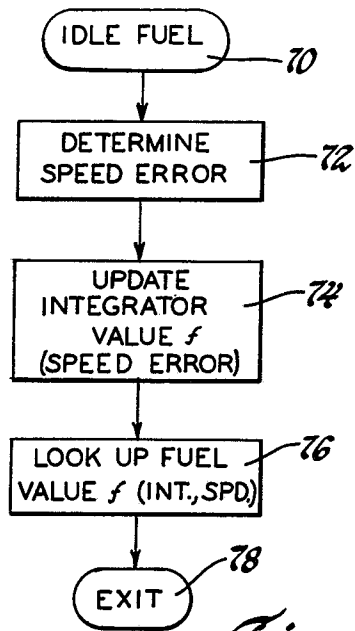 IDLE FUEL
70
DETERMINE
SPEED ERROR
72
UPDATE
INTEGRATOR
VALUE f
(SPEED ERROR)
74
LOOK UP FUEL
VALUE f (INT., SPD.)
76
EXIT
78